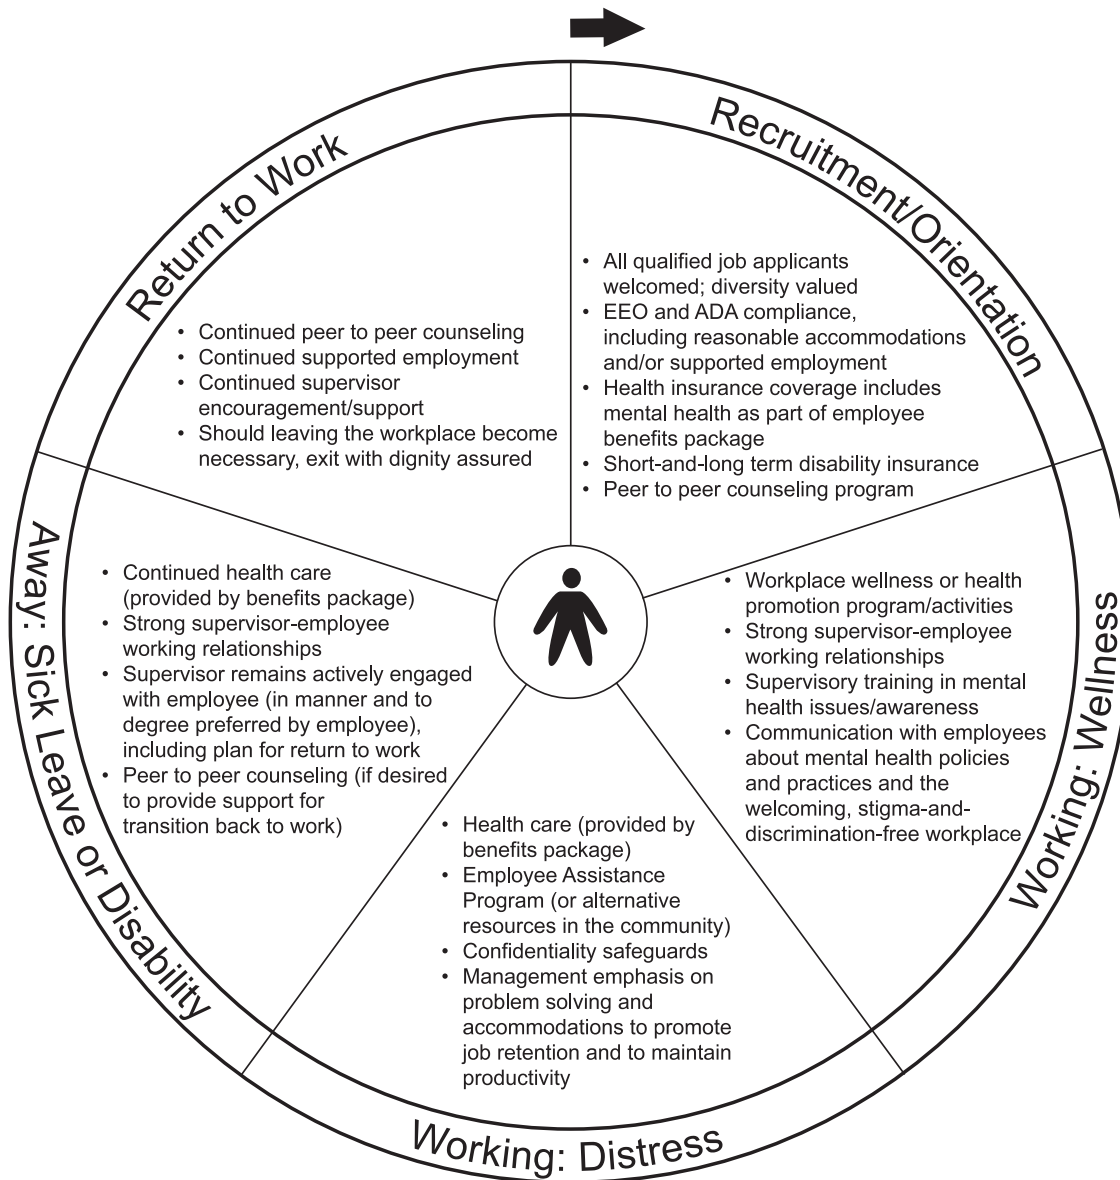 Recruitment/Orientation
• All qualified job applicants
welcomed; diversity valued
• EEO and ADA compliance,
including reasonable accommodations
and/or supported employment
• Health insurance coverage includes
mental health as part of employee
benefits package
• Short-and-long term disability insurance
• Peer to peer counseling program
Working: Wellness
• Workplace wellness or health
promotion program/activities
• Strong supervisor-employee
working relationships
• Supervisory training in mental
health issues/awareness
• Communication with employees
about mental health policies
and practices and the
welcoming, stigma-and-
discrimination-free workplace
Working: Distress
• Health care (provided by
benefits package)
• Employee Assistance
Program (or alternative
resources in the community)
• Confidentiality safeguards
• Management emphasis on
problem solving and
accommodations to promote
job retention and to maintain
productivity
Away: Sick Leave or Disability
• Continued health care
(provided by benefits package)
• Strong supervisor-employee
working relationships
• Supervisor remains actively engaged
with employee (in manner and to
degree preferred by employee),
including plan for return to work
• Peer to peer counseling (if desired
to provide support for
transition back to work)
Return to Work
• Continued peer to peer counseling
• Continued supported employment
• Continued supervisor
encouragement/support
• Should leaving the workplace become
necessary, exit with dignity assured